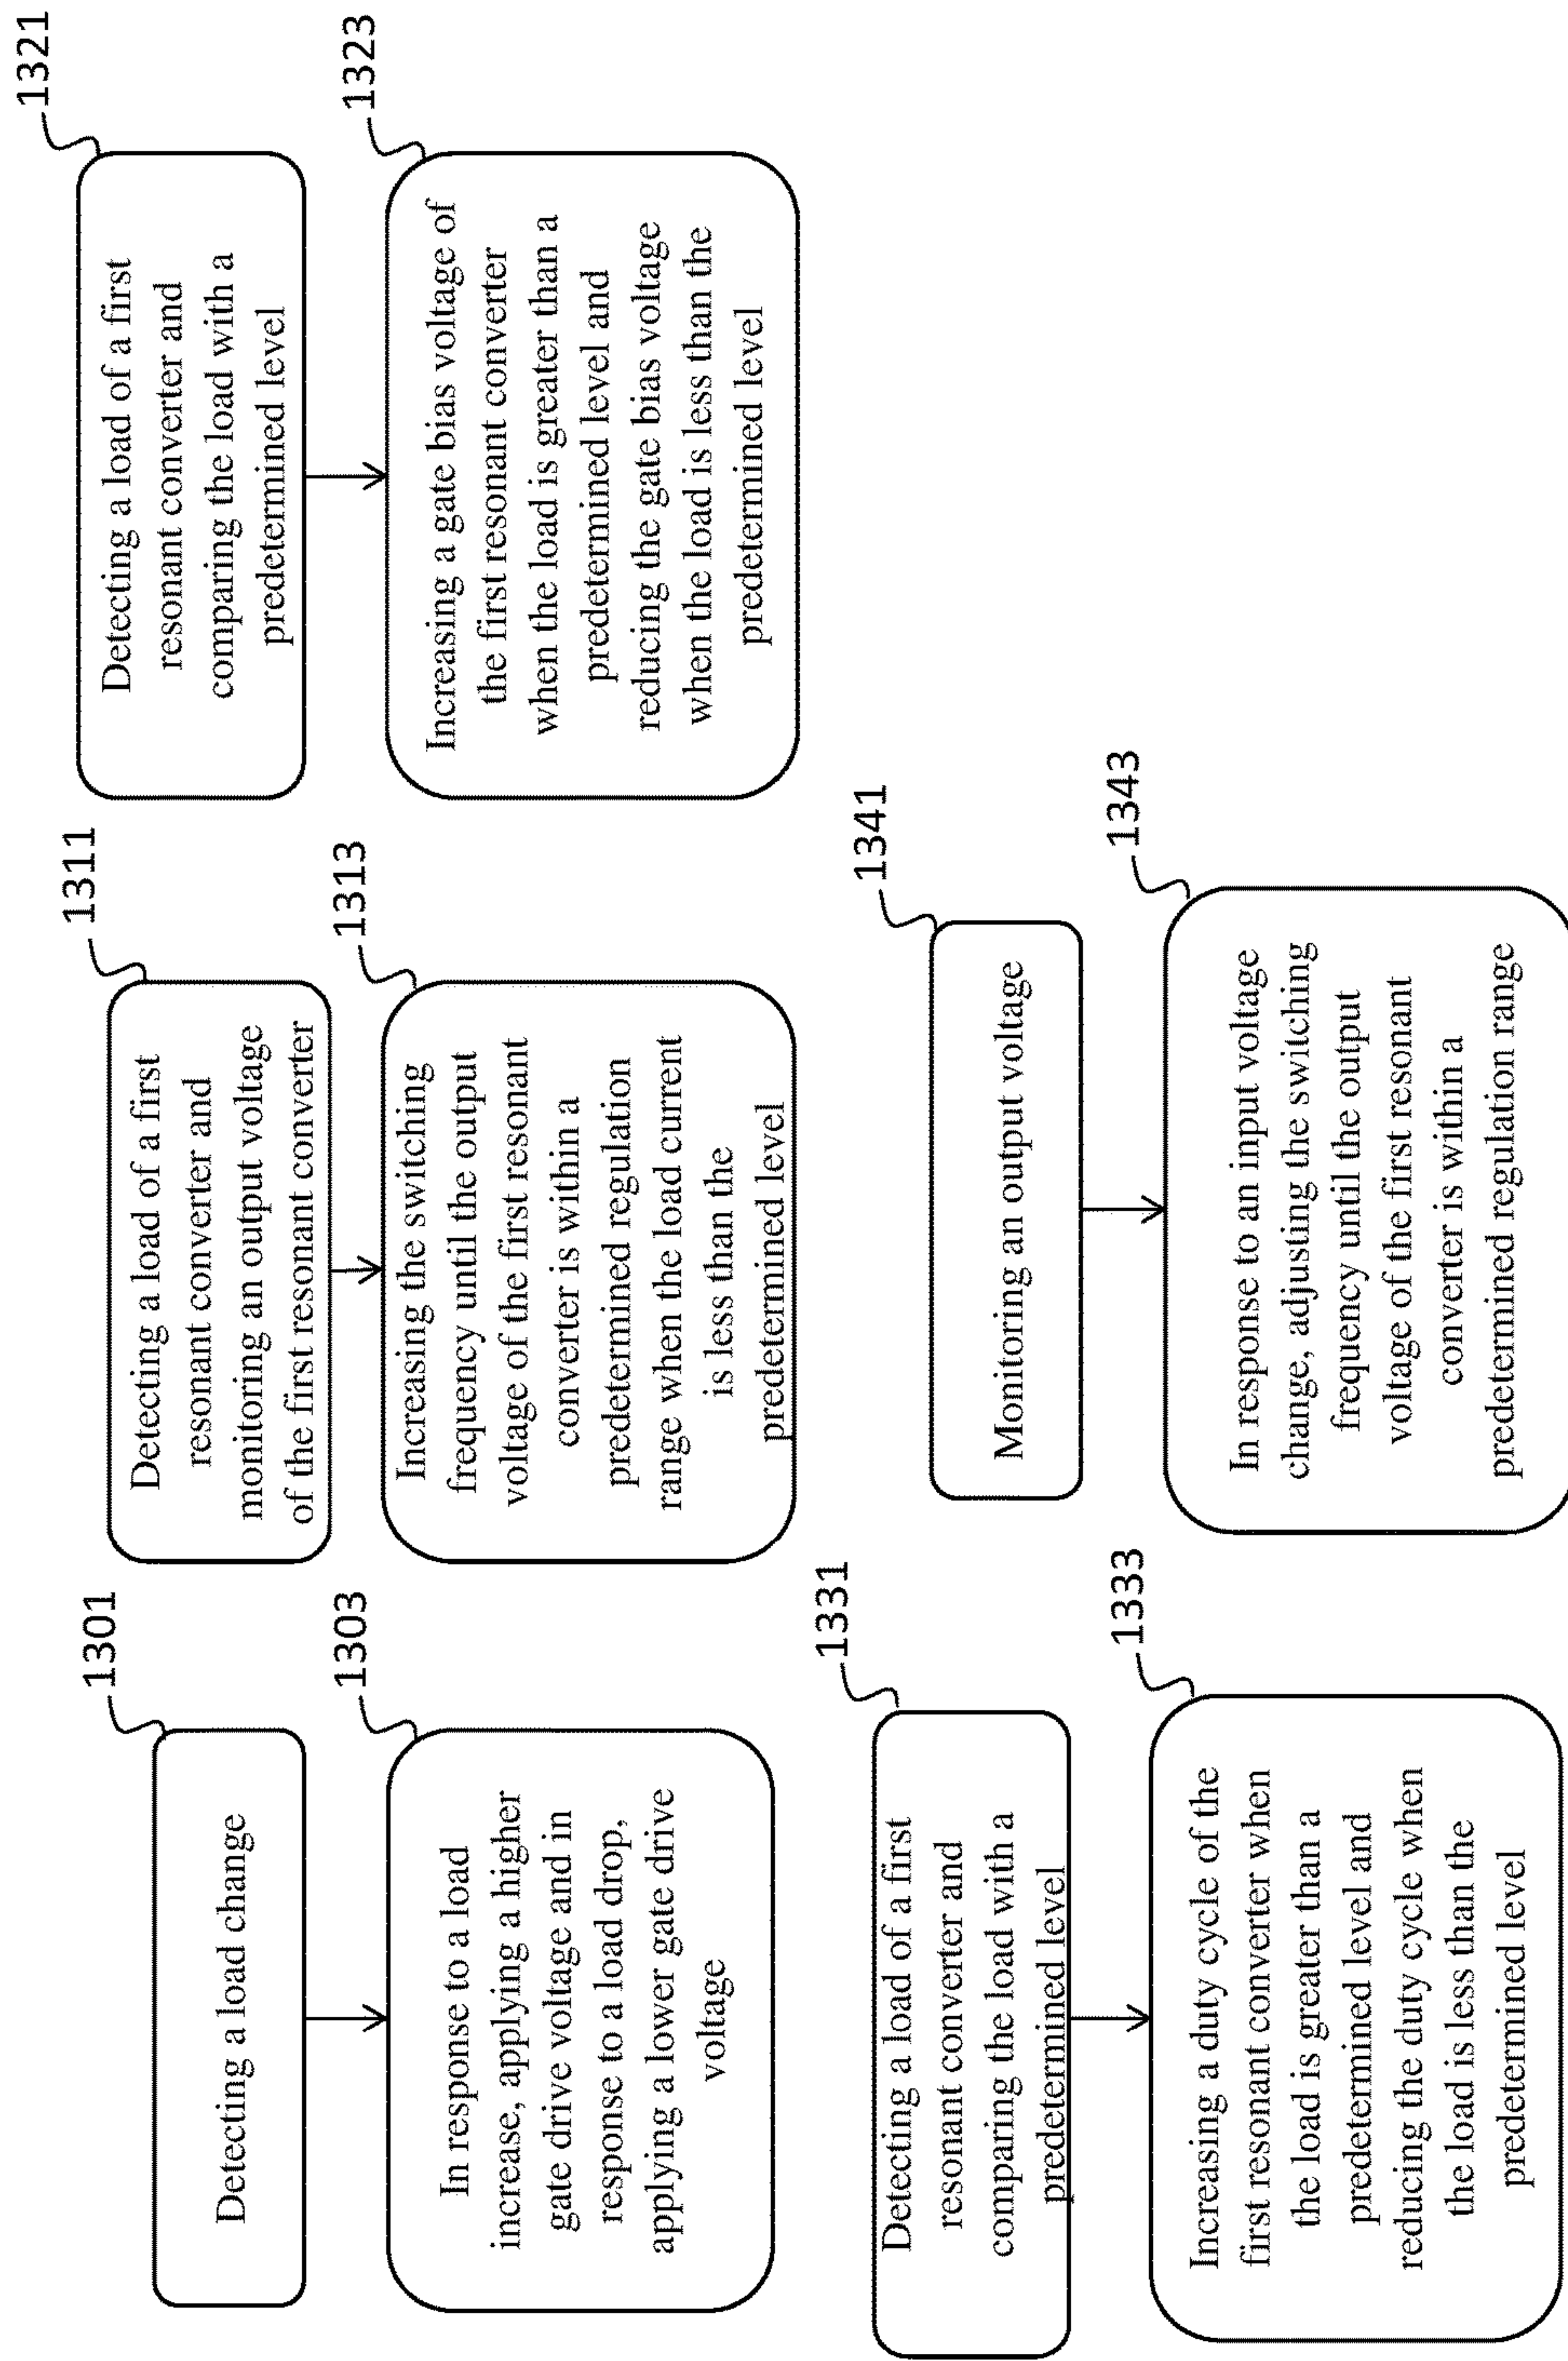 1301
Detecting a load change
1303
In response to a load
increase, applying a higher
gate drive voltage and in
response to a load drop,
applying a lower gate drive
voltage
1311
Detecting a load of a first
resonant converter and
monitoring an output voltage
of the first resonant converter
1313
Increasing the switching
frequency until the output
voltage of the first resonant
converter is within a
predetermined regulation
range when the load current
is less than the
predetermined level
1321
Detecting a load of a first
resonant converter and
comparing the load with a
predetermined level
1323
Increasing a gate bias voltage of
the first resonant converter
when the load is greater than a
predetermined level and
reducing the gate bias voltage
when the load is less than the
predetermined level
1331
Detecting a load of a first
resonant converter and
comparing the load with a
predetermined level
1333
Increasing a duty cycle of the
first resonant converter when
the load is greater than a
predetermined level and
reducing the duty cycle when
the load is less than the
predetermined level
1341
Monitoring an output voltage
1343
In response to an input voltage
change, adjusting the switching
frequency until the output
voltage of the first resonant
converter is within a
predetermined regulation range